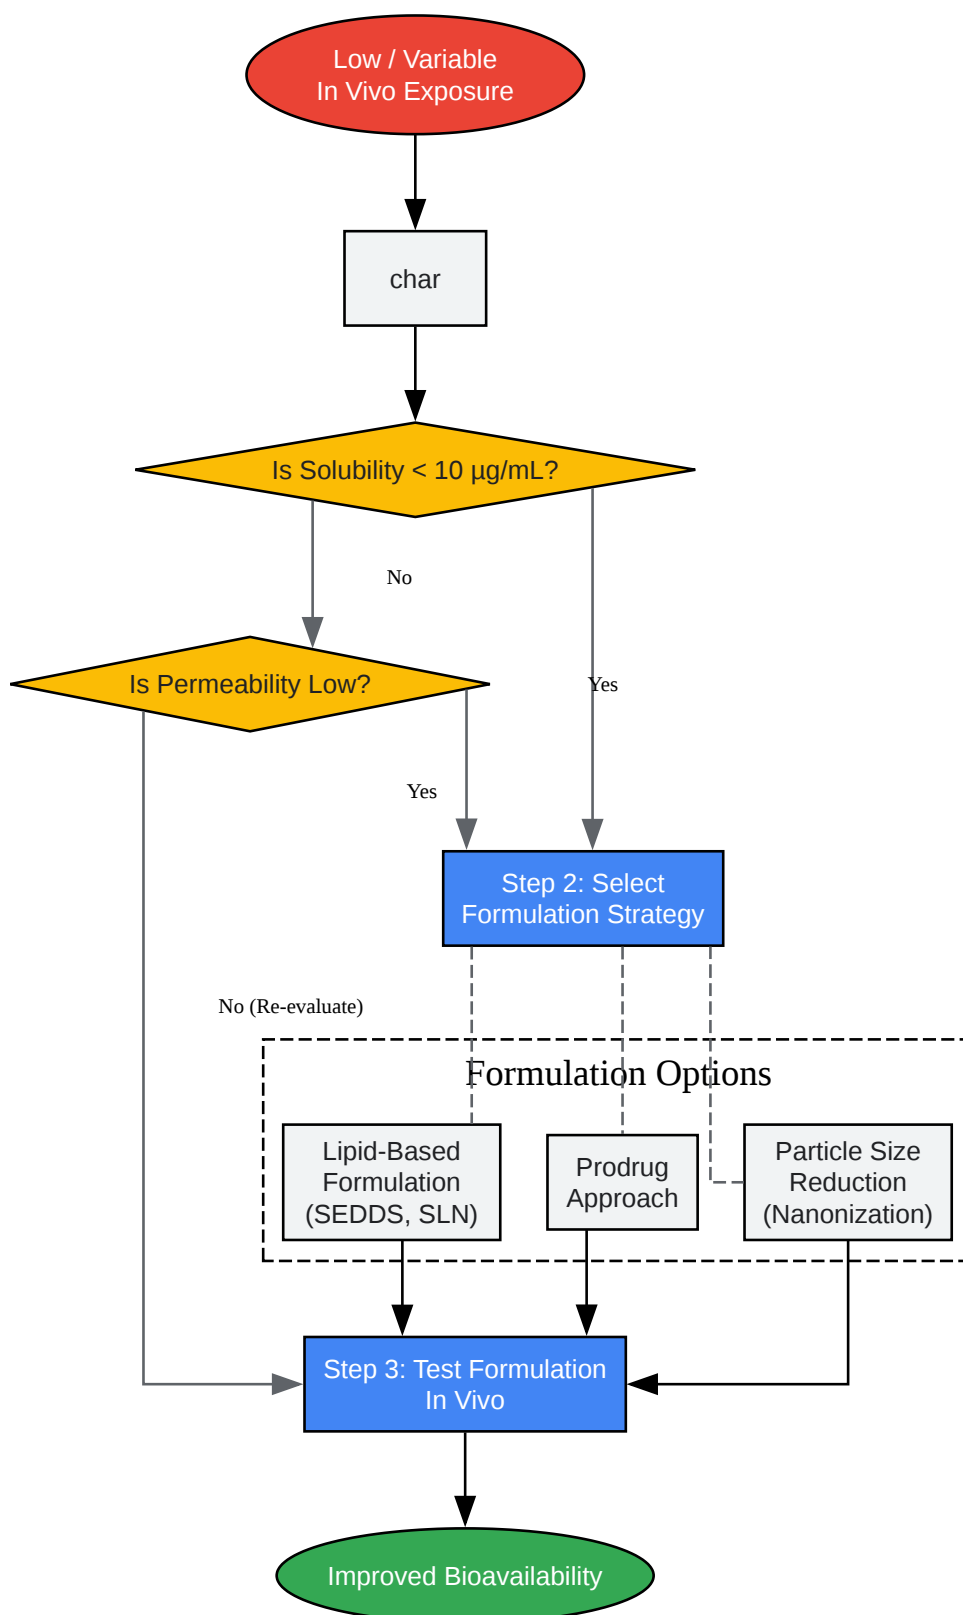 Low / Variable
In Vivo Exposure
char
Is Solubility < 10 µg/mL?
No
Is Permeability Low?
Yes
Yes
Step 2: Select
Formulation Strategy
No (Re-evaluate)
Formulation Options
Lipid-Based
Formulation
(SEDDS, SLN)
Prodrug
Approach
Particle Size
Reduction
(Nanonization)
Step 3: Test Formulation
In Vivo
Improved Bioavailability